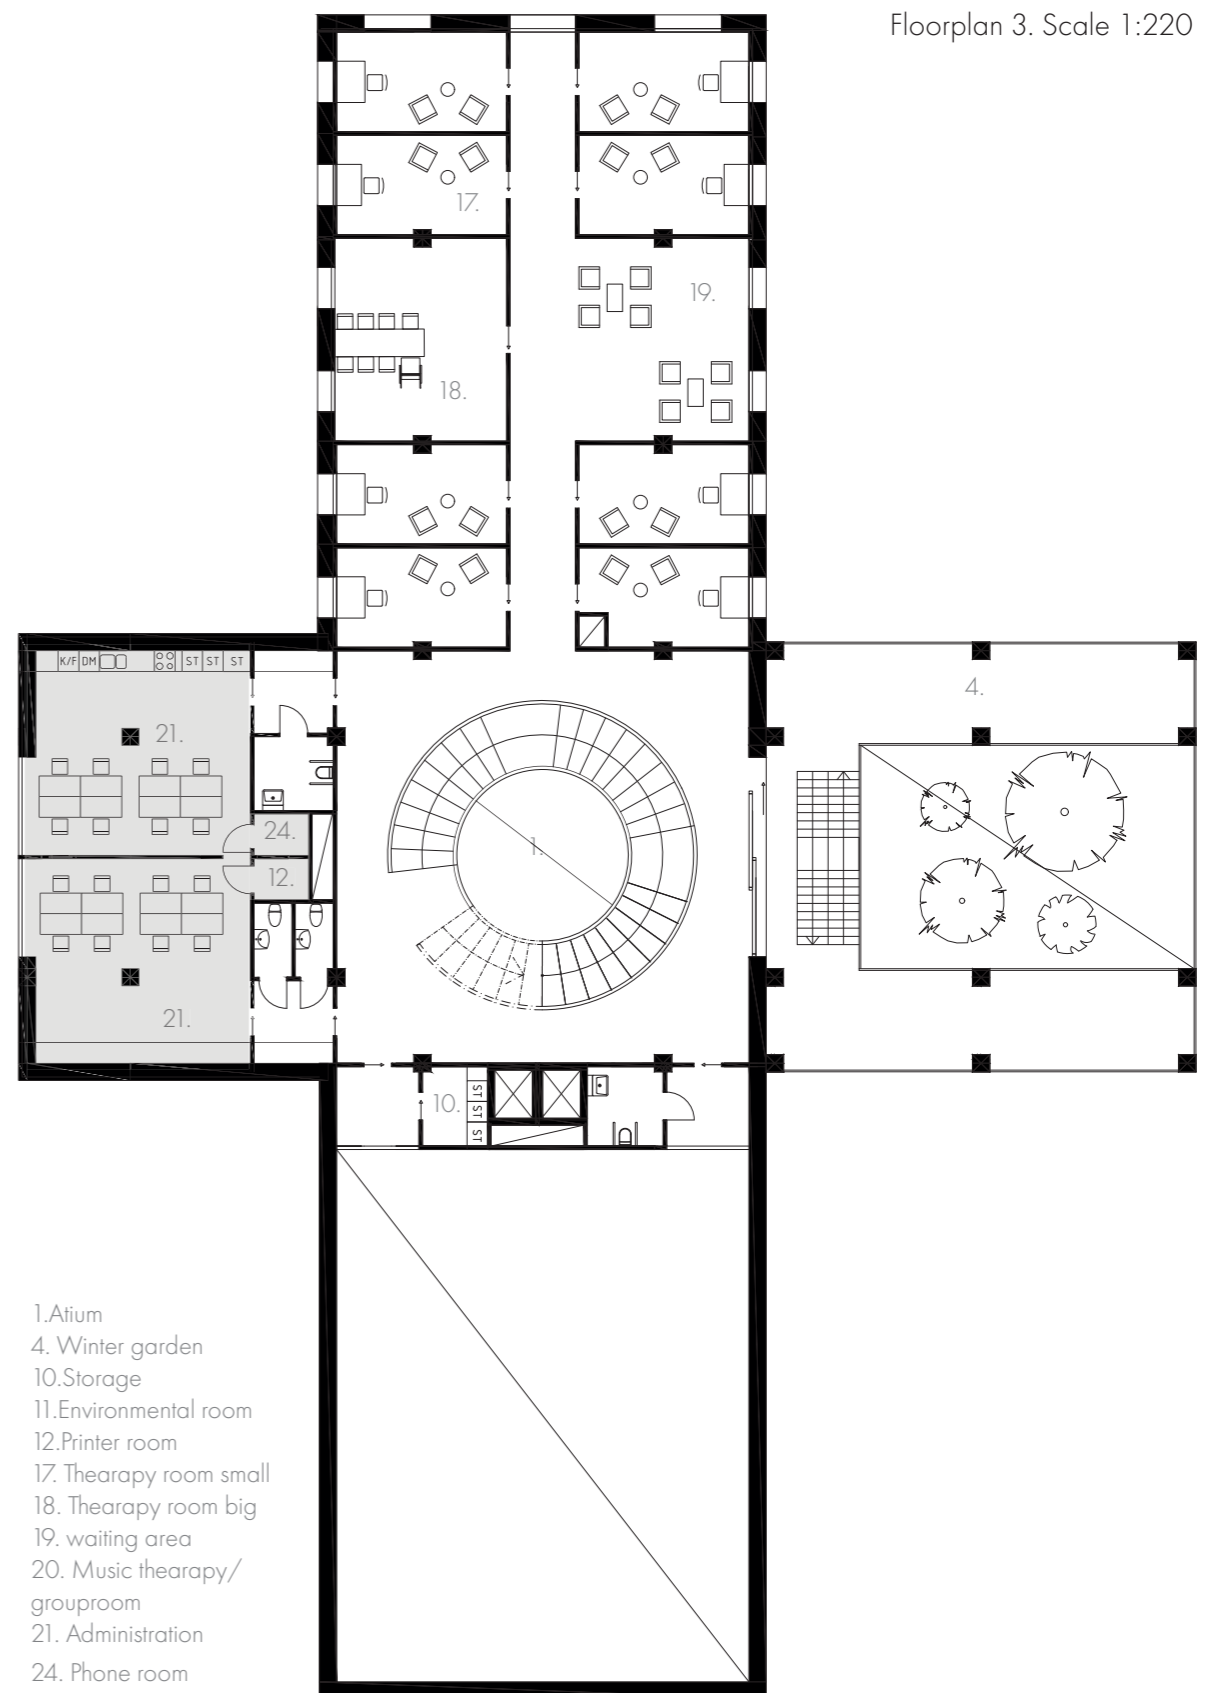 Floorplan 3. Scale 1:220
17.
19.
18.
K/F DM ST ST ST
4.
21.
24.
1.
12.
21.
10.
ST
ST
ST
1.Atium
4. Winter garden
10.Storage
11.Environmental room
12.Printer room
17. Thearapy room small
18. Thearapy room big
19. waiting area
20. Music thearapy/
grouproom
21. Administration
24. Phone room